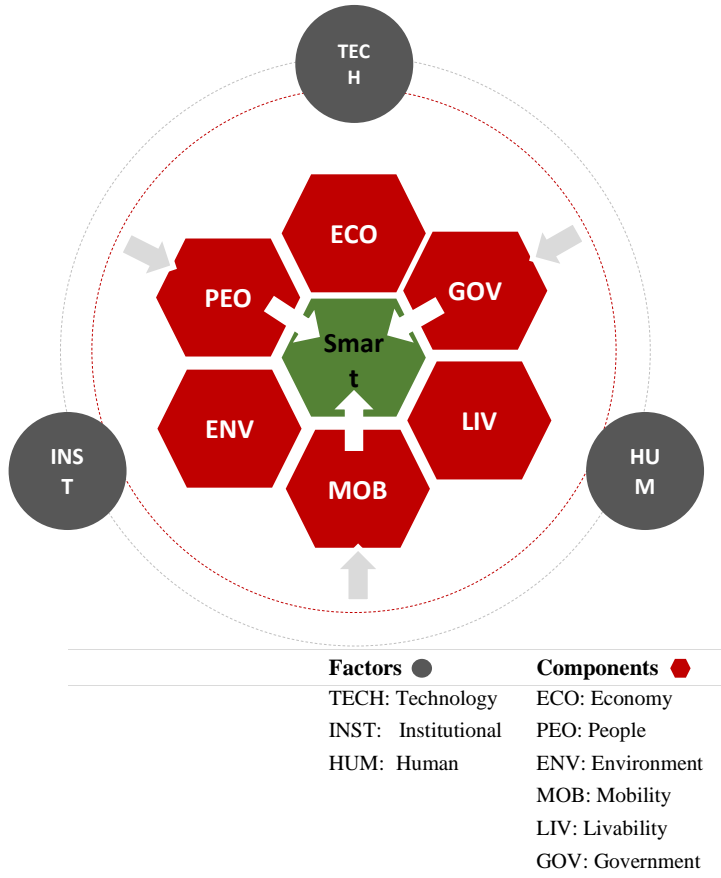 TEC
H
ECO
PEO
GOV
Smar
t
ENV
LIV
INS
T
HU
M
MOB
Factors Components
TECH: Technology ECO: Economy
INST: Institutional PEO: People
HUM: Human ENV: Environment
MOB: Mobility
LIV: Livability
GOV: Government